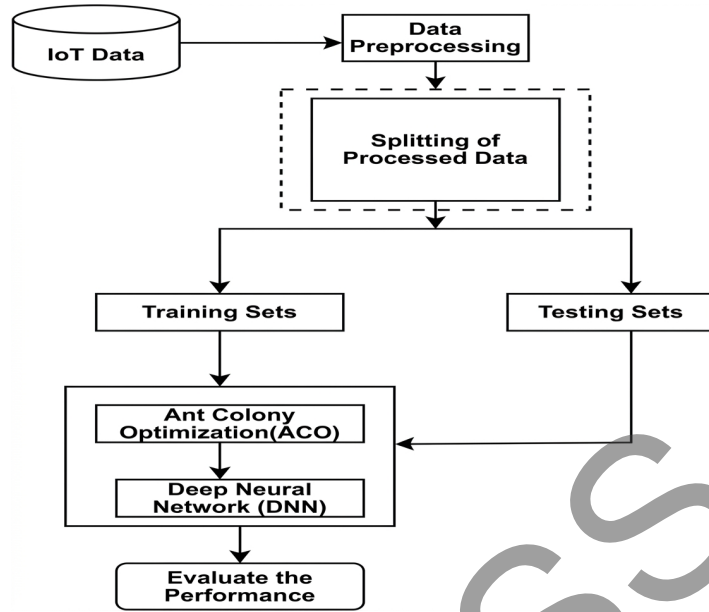 IoT Data
Data
Preprocessing
Splitting of
Processed Data
Training Sets
Testing Sets
Ant Colony
Optimization(ACO)
Deep Neural
Network (DNN)
Evaluate the
Performance